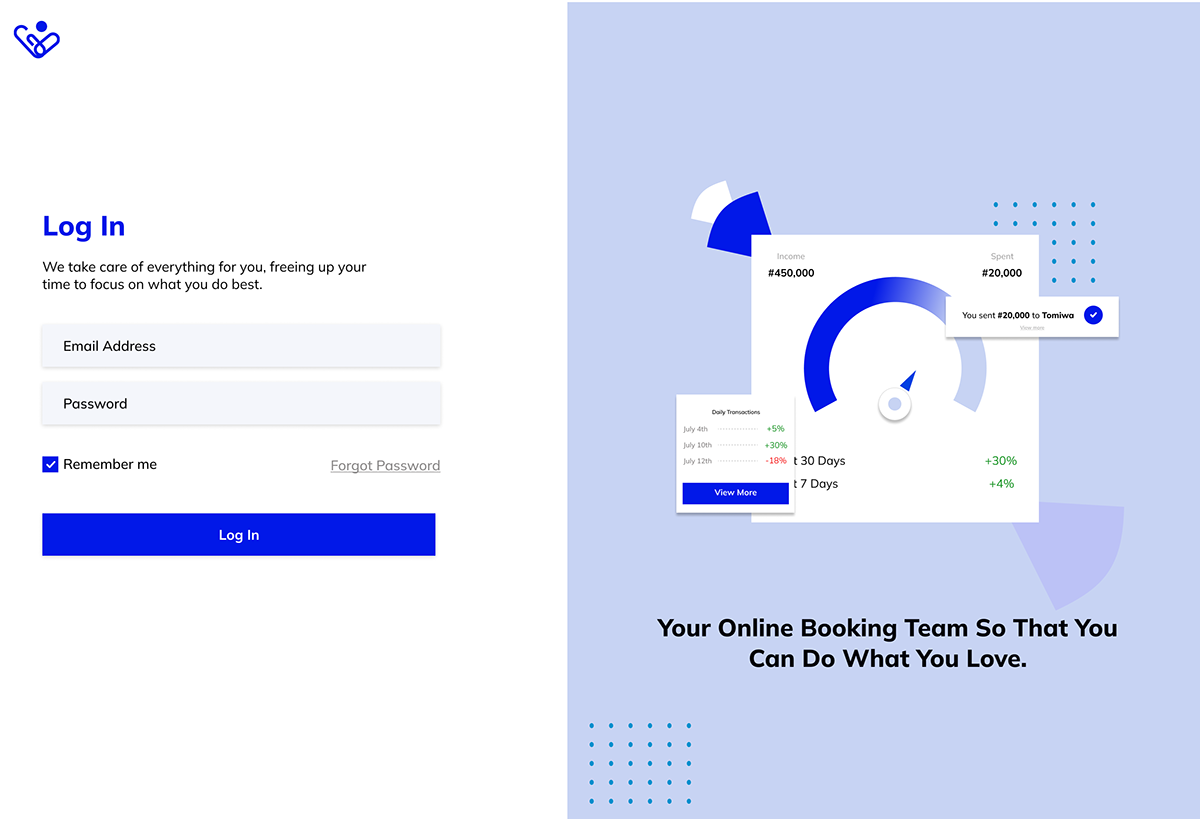 Log In
We take care of everything for you, freeing up your
time to focus on what you do best.
Email Address
Password
Remember me
Forgot Password
Log In
Income
#450,000
Spent
#20,000
You sent #20,000 to Tomiwa
View more
Daily Transactions
July 4th +5%
July 10th +30%
July 12th -18%
View More
t 30 Days +30%
t 7 Days +4%
Your Online Booking Team So That You
Can Do What You Love.